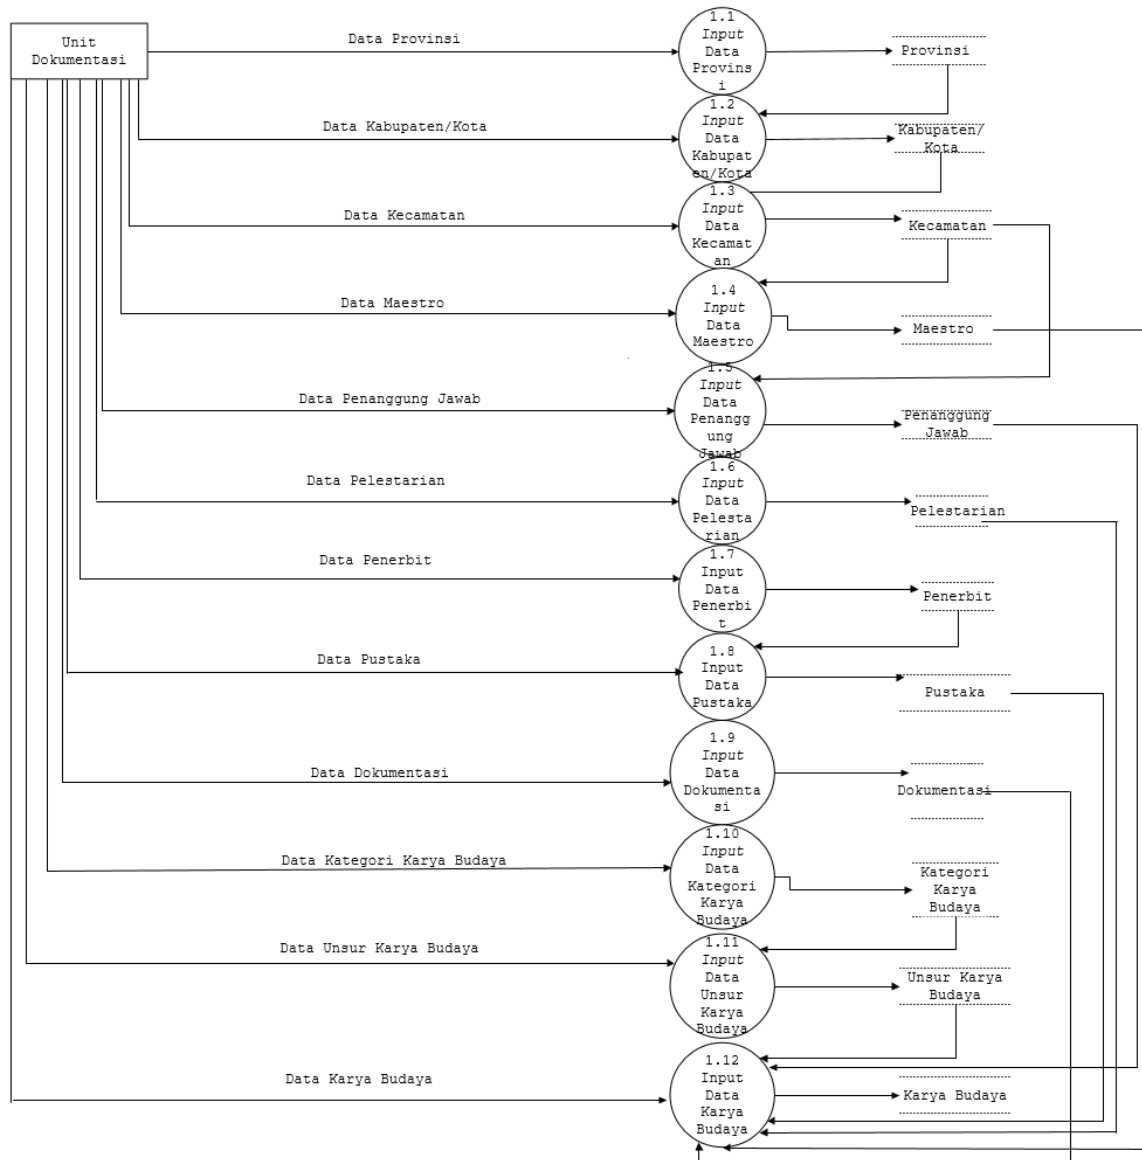 Unit
Dokumentasi
Data Provinsi
1.1
Input
Data
Provins
i
Provinsi
Data Kabupaten/Kota
1.2
Input
Data
Kabupat
en/Kota
Kabupaten/
Kota
Data Kecamatan
1.3
Input
Data
Kecamat
an
Kecamatan
Data Maestro
1.4
Input
Data
Maestro
Maestro
Data Penanggung Jawab
1.5
Input
Data
Penangg
ung
Jawab
Penanggung
Jawab
Data Pelestarian
1.6
Input
Data
Pelesta
rian
Pelestarian
Data Penerbit
1.7
Input
Data
Penerbi
t
Penerbit
Data Pustaka
1.8
Input
Data
Pustaka
Pustaka
Data Dokumentasi
1.9
Input
Data
Dokumenta
si
Dokumentasi
Data Kategori Karya Budaya
1.10
Input
Data
Kategori
Karya
Budaya
Kategori
Karya
Budaya
Data Unsur Karya Budaya
1.11
Input
Data
Unsur
Karya
Budaya
Unsur Karya
Budaya
Data Karya Budaya
1.12
Input
Data
Karya
Budaya
Karya Budaya